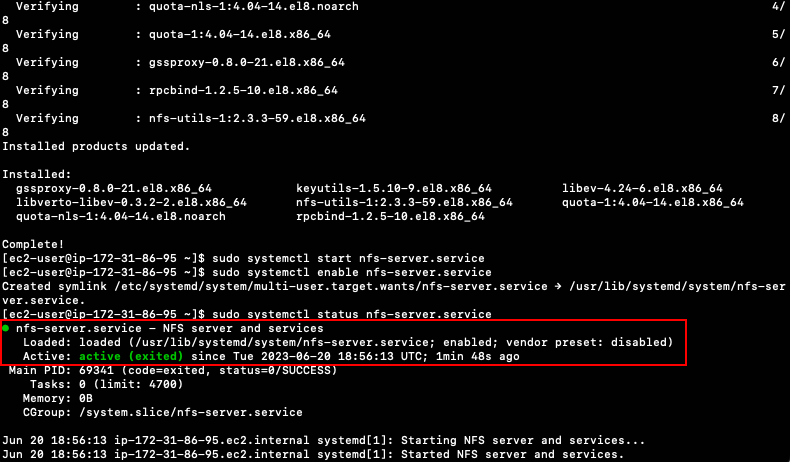 Verifying        : quota-nls-1:4.04-14.el8.noarch        4/
8
Verifying        : quota-1:4.04-14.el8.x86_64        5/
8
Verifying        : gssproxy-0.8.0-21.el8.x86_64        6/
8
Verifying        : rpcbind-1.2.5-10.el8.x86_64        7/
8
Verifying        : nfs-utils-1:2.3.3-59.el8.x86_64        8/
8
Installed products updated.
Installed:
gssproxy-0.8.0-21.el8.x86_64        keyutils-1.5.10-9.el8.x86_64        libev-4.24-6.el8.x86_64
libverto-libev-0.3.2-2.el8.x86_64        nfs-utils-1:2.3.3-59.el8.x86_64        quota-1:4.04-14.el8.x86_64
quota-nls-1:4.04-14.el8.noarch        rpcbind-1.2.5-10.el8.x86_64
Complete!
[ec2-user@ip-172-31-86-95 ~]$ sudo systemctl start nfs-server.service
[ec2-user@ip-172-31-86-95 ~]$ sudo systemctl enable nfs-server.service
Created symlink /etc/systemd/system/multi-user.target.wants/nfs-server.service → /usr/lib/systemd/system/nfs-ser
ver.service.
[ec2-user@ip-172-31-86-95 ~]$ sudo systemctl status nfs-server.service
● nfs-server.service – NFS server and services
Loaded: loaded (/usr/lib/systemd/system/nfs-server.service; enabled; vendor preset: disabled)
Active: active (exited) since Tue 2023-06-20 18:56:13 UTC; 1min 48s ago
Main PID: 69341 (code=exited, status=0/SUCCESS)
Tasks: 0 (limit: 4700)
Memory: 0B
CGroup: /system.slice/nfs-server.service
Jun 20 18:56:13 ip-172-31-86-95.ec2.internal systemd[1]: Starting NFS server and services...
Jun 20 18:56:13 ip-172-31-86-95.ec2.internal systemd[1]: Started NFS server and services.